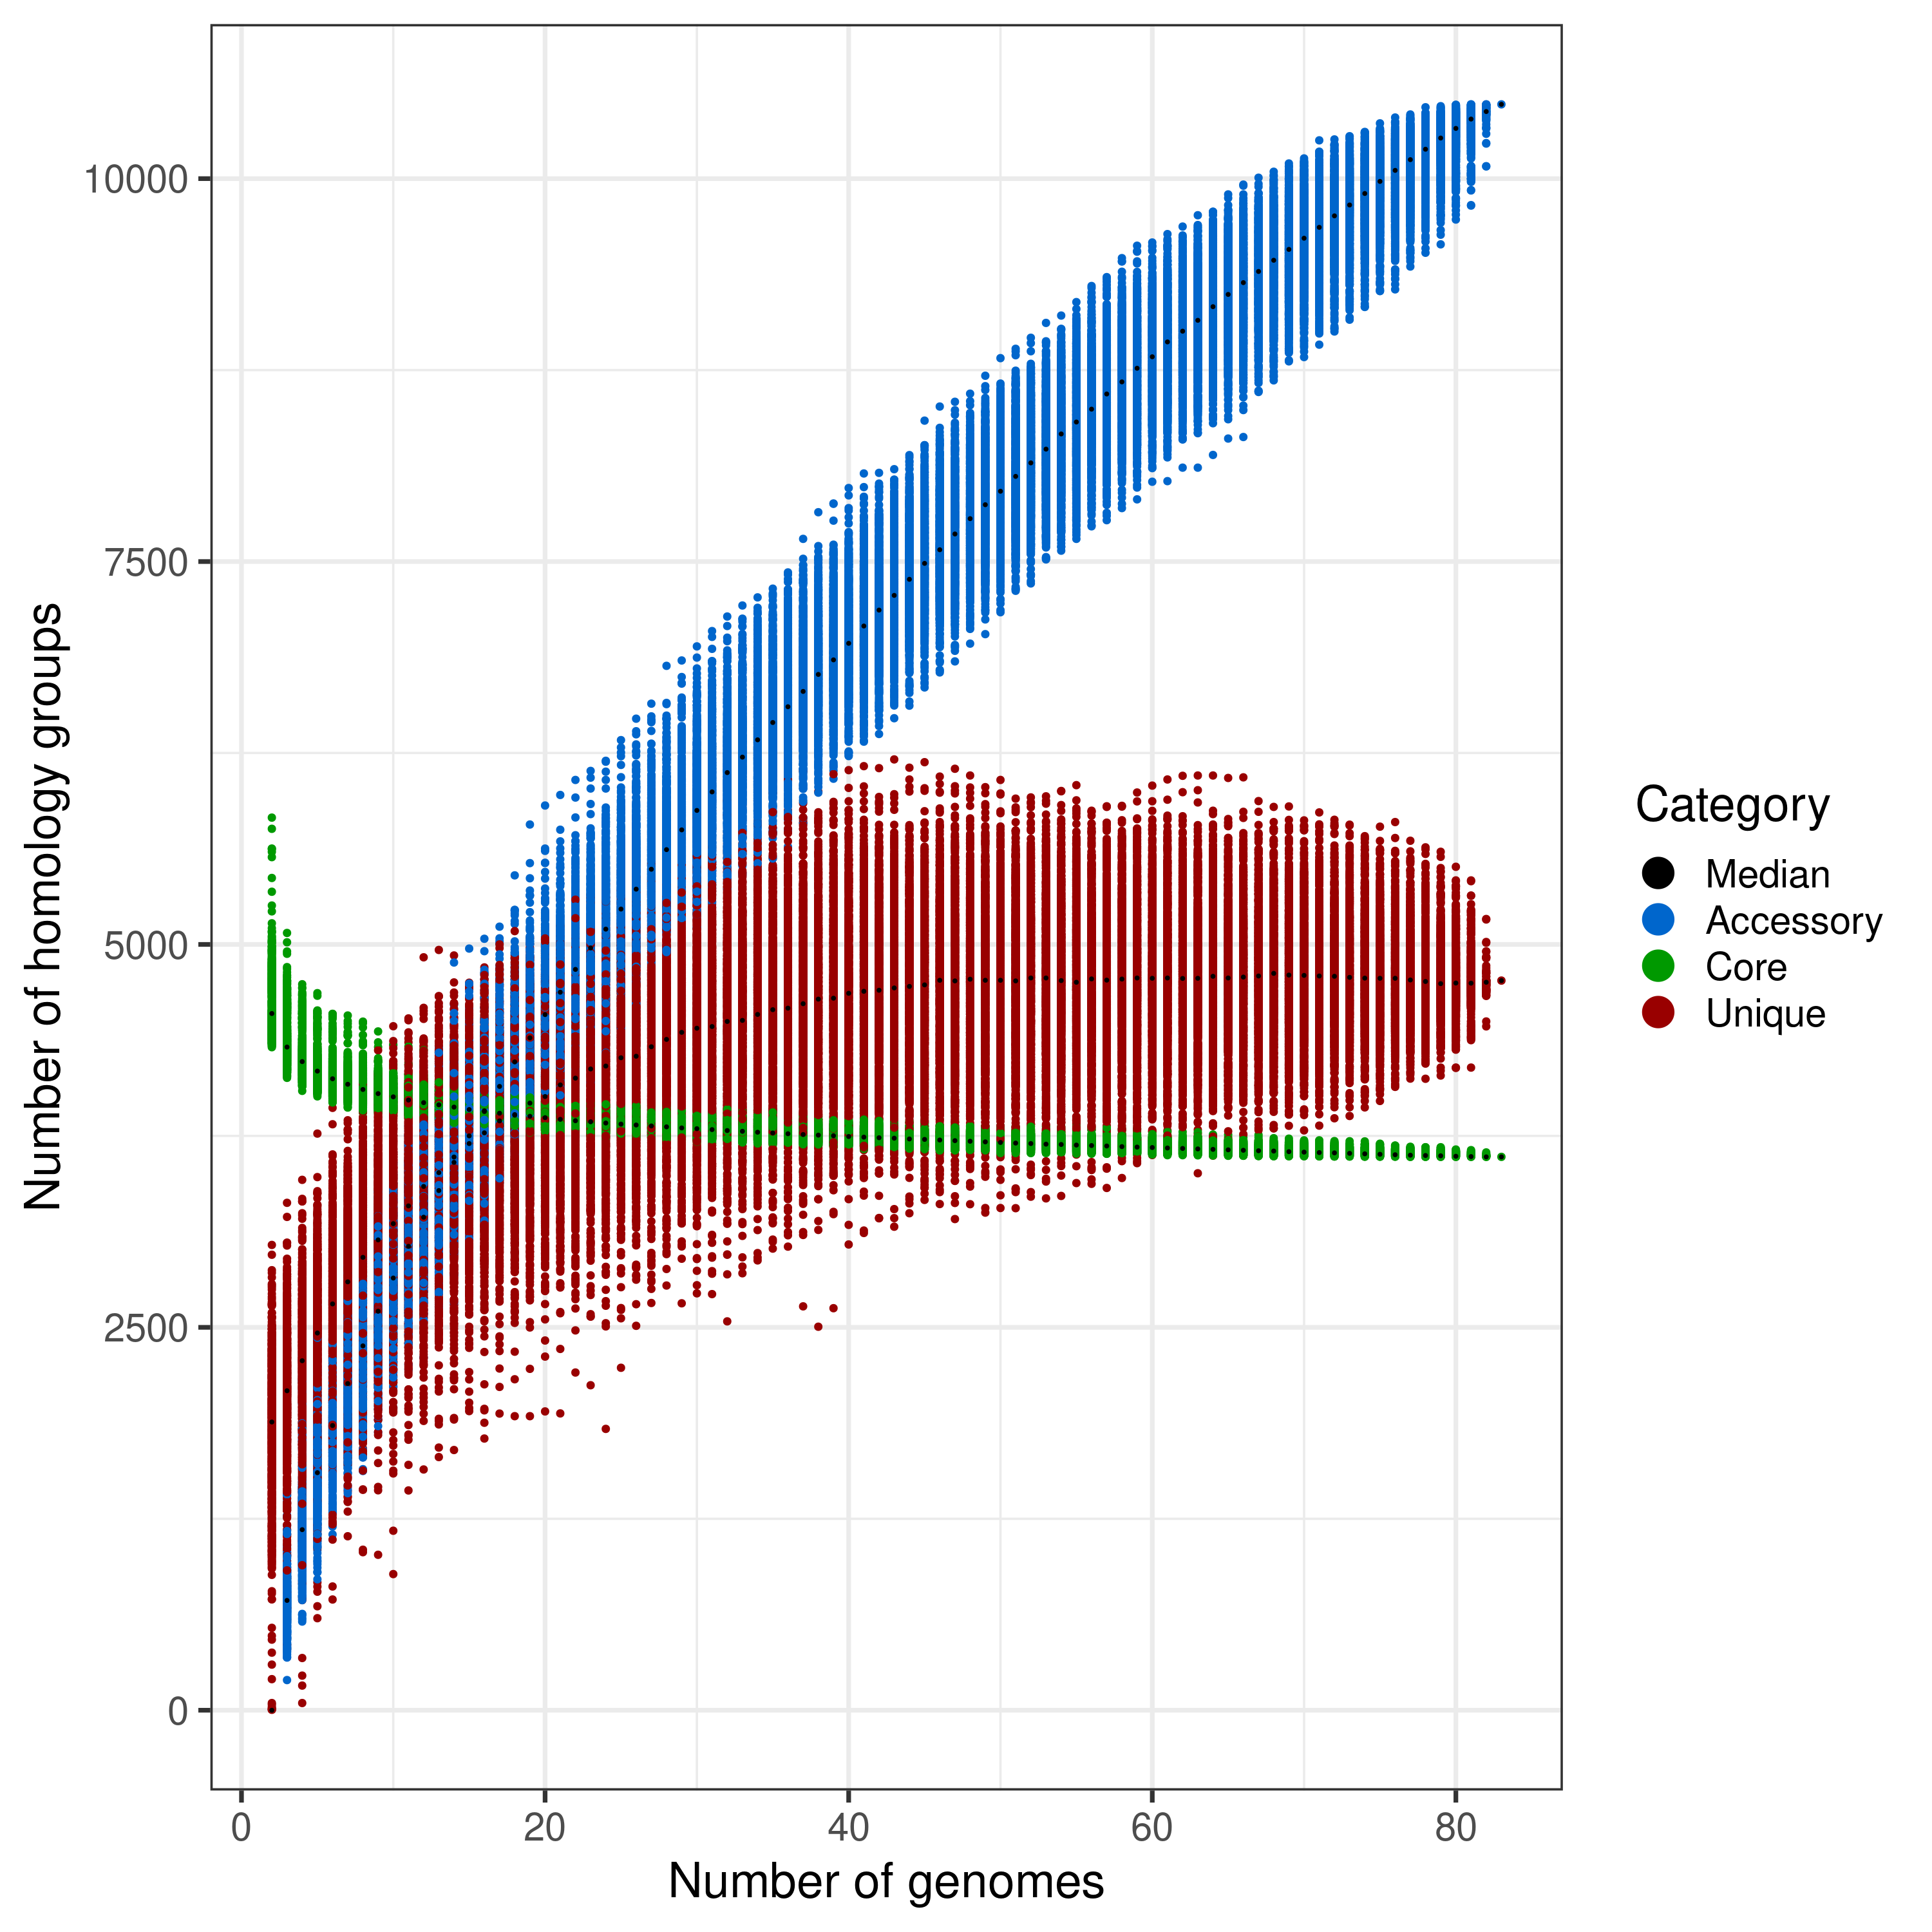 10000
7500
5000
2500
0
Number of homology groups
0 20 40 60 80
Number of genomes
Category
Median
Accessory
Core
Unique